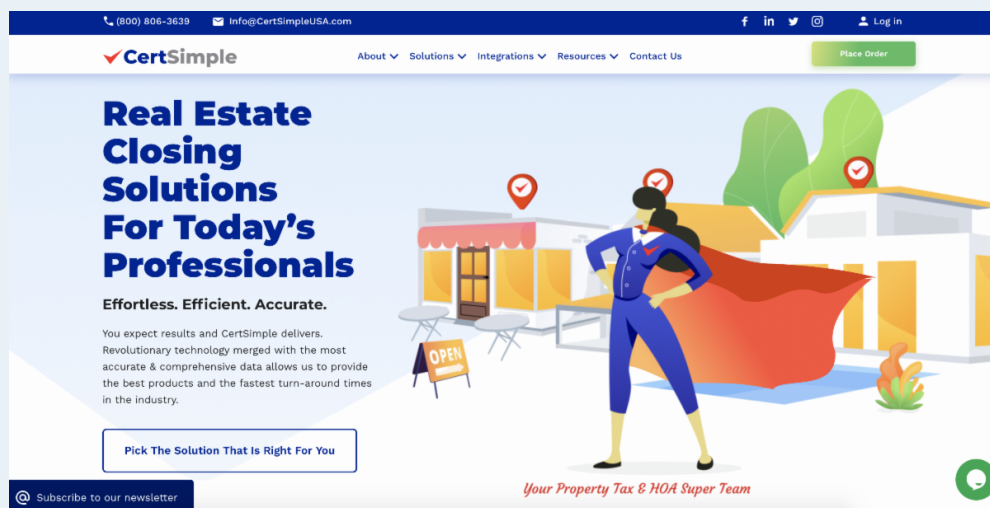 (800) 806-3639 Info@CertSimpleUSA.com Log in
CertSimple About Solutions Integrations Resources Contact Us Place Order
Real Estate
Closing
Solutions
For Today's
Professionals
Effortless. Efficient. Accurate.
You expect results and CertSimple delivers.
Revolutionary technology merged with the most
accurate & comprehensive data allows us to provide
the best products and the fastest turn-around times
in the industry.
OPEN
Pick The Solution That Is Right For You
Your Property Tax & HOA Super Team
Subscribe to our newsletter